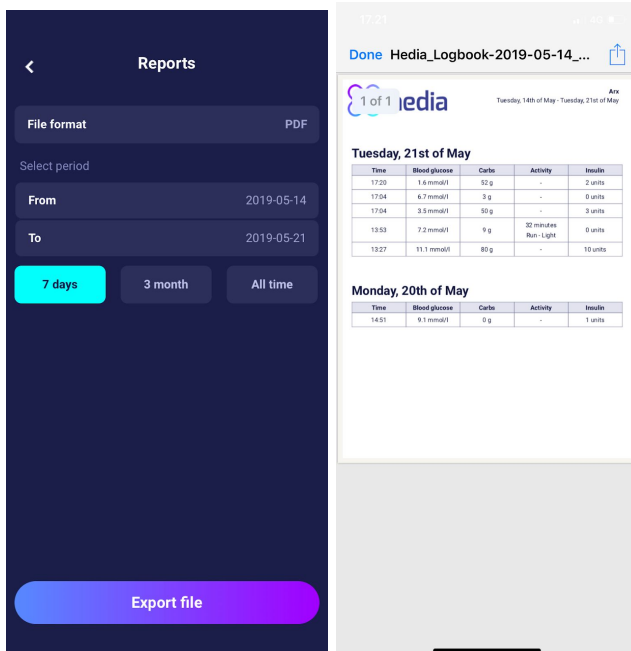 Reports
File format PDF
Select period
From 2019-05-14
To 2019-05-21
7 days 3 month All time
Export file
17:21 4G
Done Hedia_Logbook-2019-05-14_...
1 of 1 hedia
Arx
Tuesday, 14th of May - Tuesday, 21st of May
Tuesday, 21st of May
Time Blood glucose Carbs Activity Insulin
17:20 1.6 mmol/l 52 g - 2 units
17:04 6.7 mmol/l 3 g - 0 units
17:04 3.5 mmol/l 50 g - 3 units
13:53 7.2 mmol/l 9 g 32 minutes 0 units
Run - Light
13:27 11.1 mmol/l 80 g - 10 units
Monday, 20th of May
Time Blood glucose Carbs Activity Insulin
14:51 9.1 mmol/l 0 g - 1 units